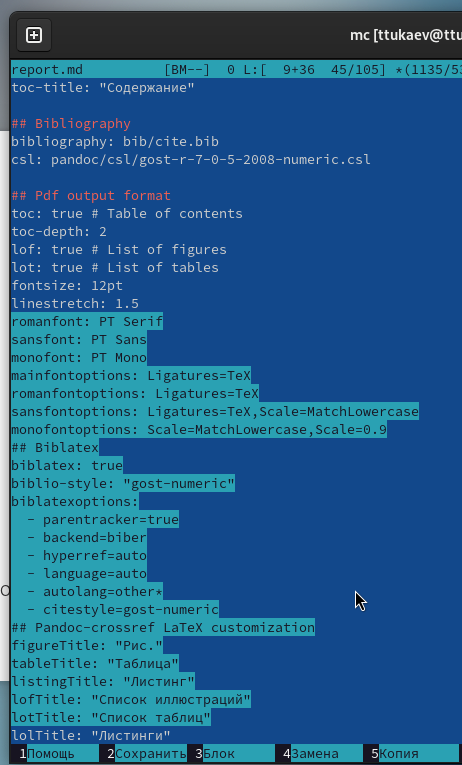 mc [ttukaev@ttu
report.md [BM--] 0 L:[ 9+36 45/105] *(1135/53
toc-title: "Содержание"
## Bibliography
bibliography: bib/cite.bib
csl: pandoc/csl/gost-r-7-0-5-2008-numeric.csl
## Pdf output format
toc: true # Table of contents
toc-depth: 2
lof: true # List of figures
lot: true # List of tables
fontsize: 12pt
linestretch: 1.5
romanfont: PT Serif
sansfont: PT Sans
monofont: PT Mono
mainfontoptions: Ligatures=TeX
romanfontoptions: Ligatures=TeX
sansfontoptions: Ligatures=TeX,Scale=MatchLowercase
monofontoptions: Scale=MatchLowercase,Scale=0.9
## Biblatex
biblatex: true
biblio-style: "gost-numeric"
biblatexoptions:
  - parentracker=true
  - backend=biber
  - hyperref=auto
  - language=auto
  - autolang=other*
  - citestyle=gost-numeric
## Pandoc-crossref LaTeX customization
figureTitle: "Рис."
tableTitle: "Таблица"
listingTitle: "Листинг"
lofTitle: "Список иллюстраций"
lotTitle: "Список таблиц"
lolTitle: "Листинги"
1Помощь 2Сохранить 3Блок 4Замена 5Копия